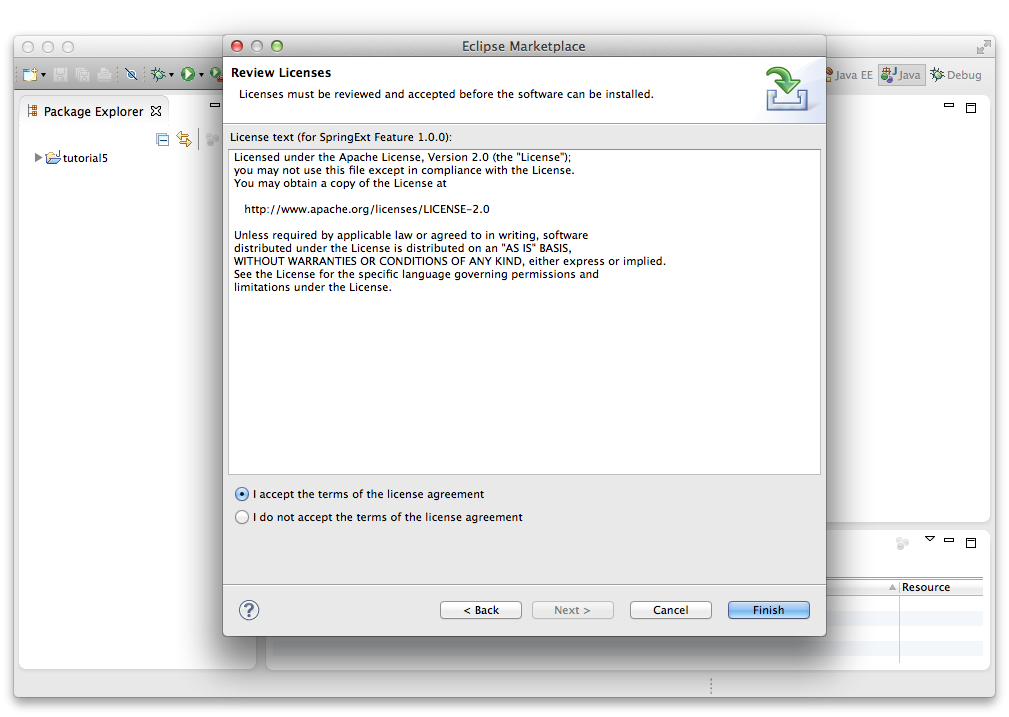 Eclipse Marketplace
Java EE
Java
Debug
Package Explorer
tutorial5
Review Licenses
Licenses must be reviewed and accepted before the software can be installed.
License text (for SpringExt Feature 1.0.0):
Licensed under the Apache License, Version 2.0 (the "License");
you may not use this file except in compliance with the License.
You may obtain a copy of the License at
http://www.apache.org/licenses/LICENSE-2.0
Unless required by applicable law or agreed to in writing, software
distributed under the License is distributed on an "AS IS" BASIS,
WITHOUT WARRANTIES OR CONDITIONS OF ANY KIND, either express or implied.
See the License for the specific language governing permissions and
limitations under the License.
I accept the terms of the license agreement
I do not accept the terms of the license agreement
Resource
?
< Back
Next >
Cancel
Finish